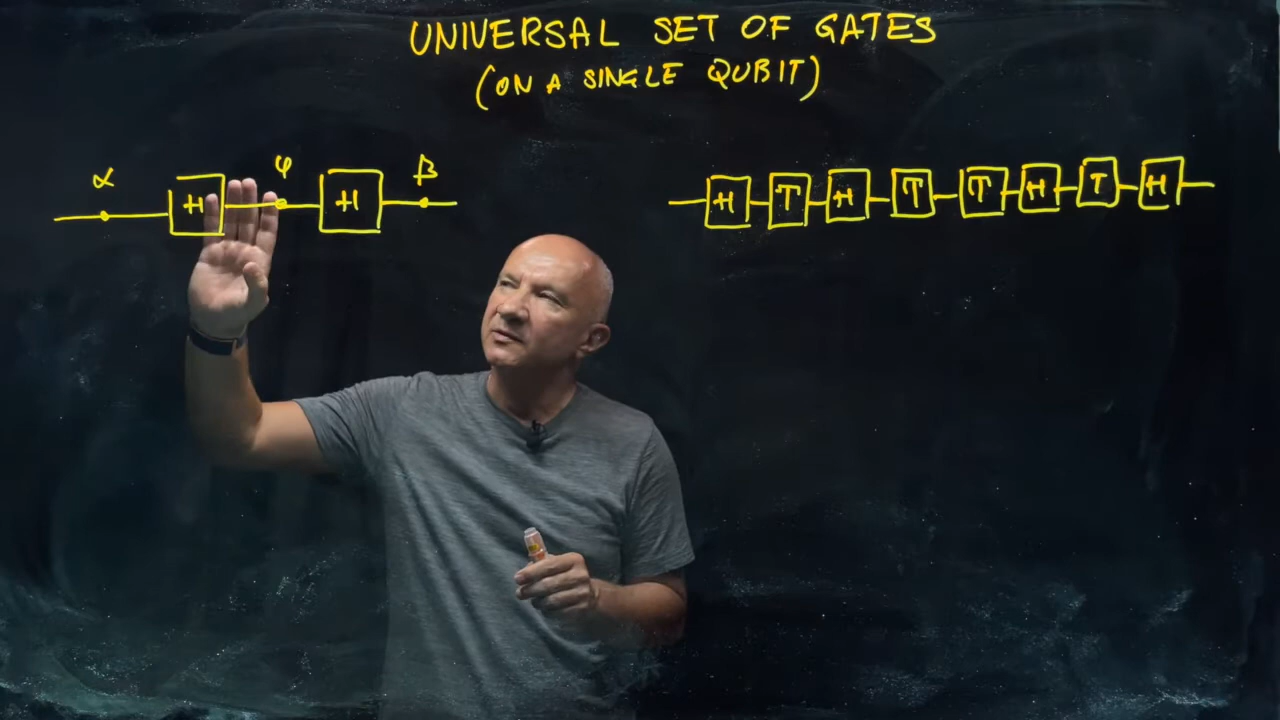 UNIVERSAL SET OF GATES
(ON A SINGLE QUBIT)
α H φ H β
H T H T T H T H